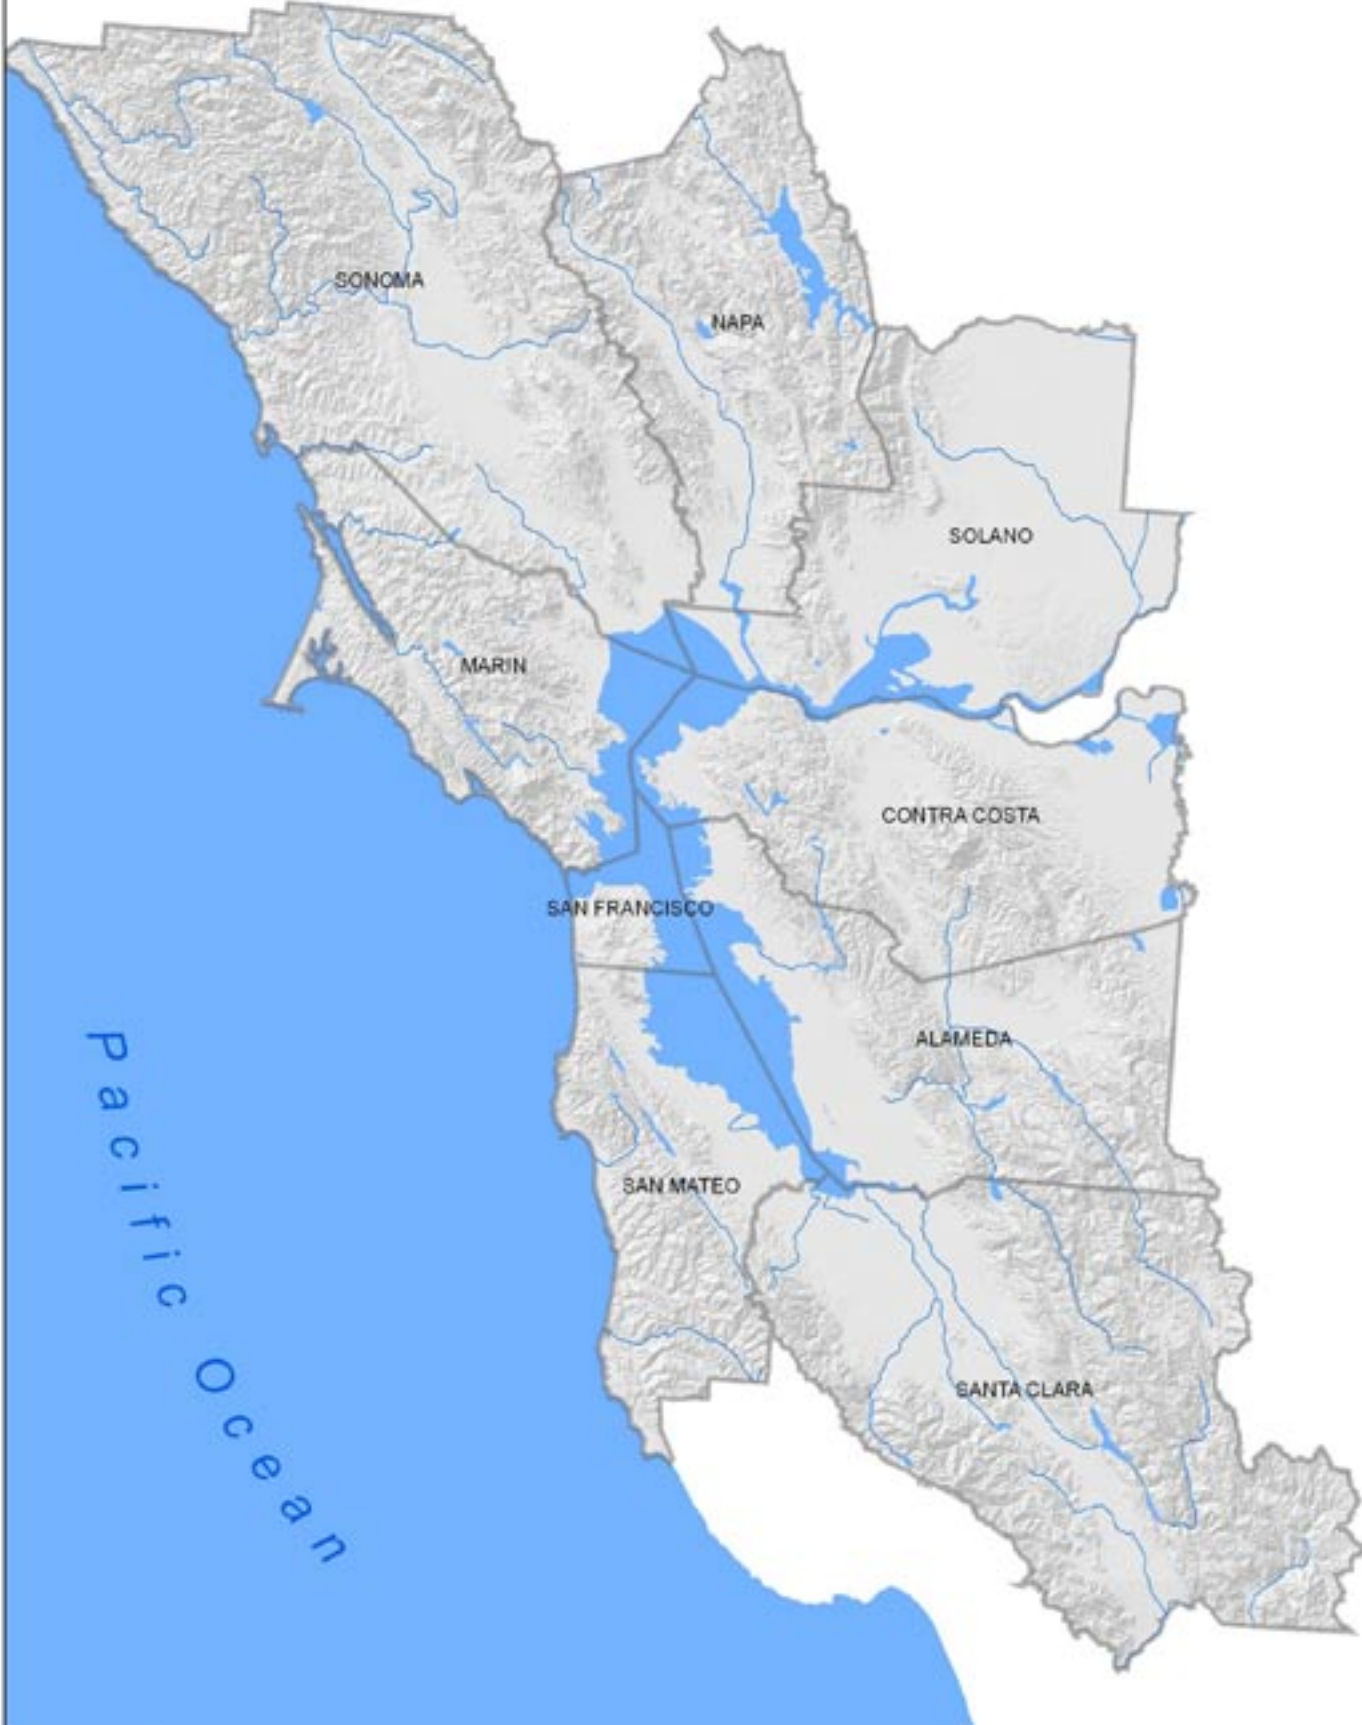 SONOMA
NAPA
SOLANO
MARIN
CONTRA COSTA
SAN FRANCISCO
ALAMEDA
SAN MATEO
SANTA CLARA
Pacific Ocean